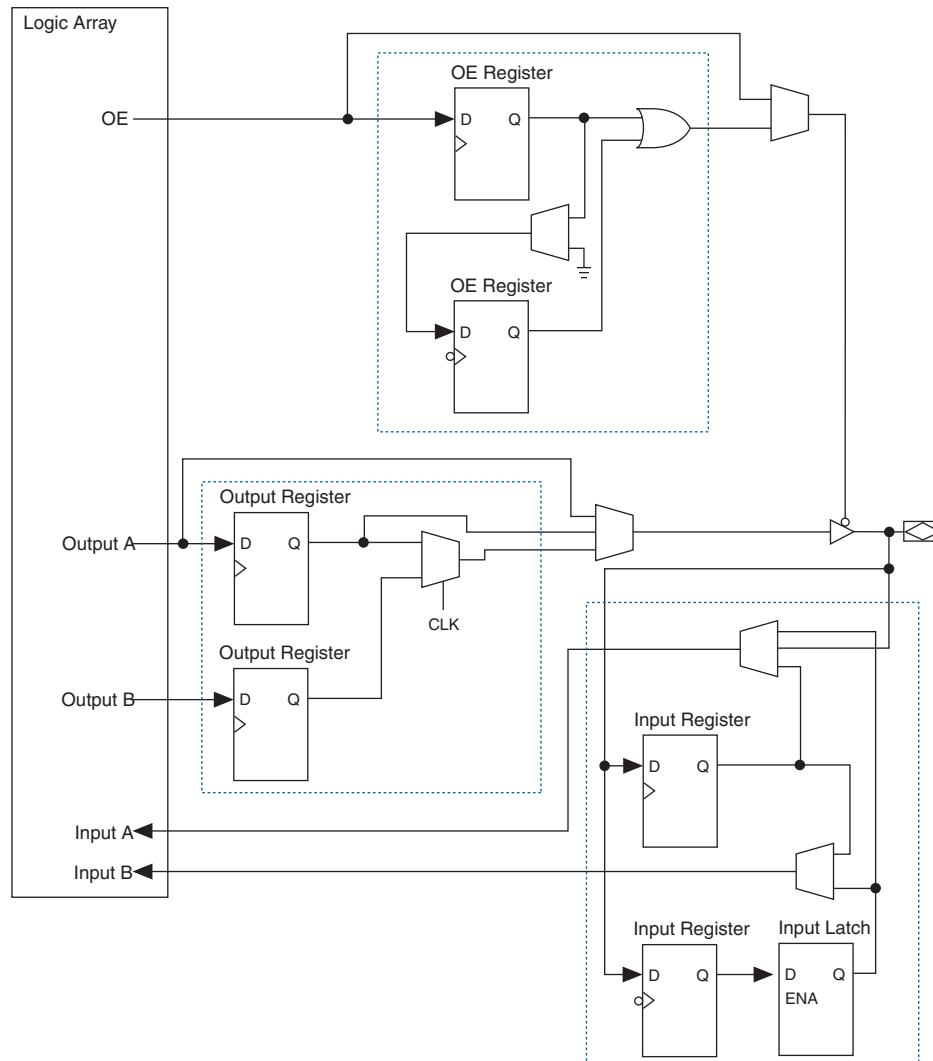 Logic Array
OE
OE Register
D Q
OE Register
D Q
Output Register
Output A
D Q
CLK
Output Register
Output B
D Q
Input Register
D Q
Input A
Input B
Input Register
Input Latch
D Q
D Q
ENA